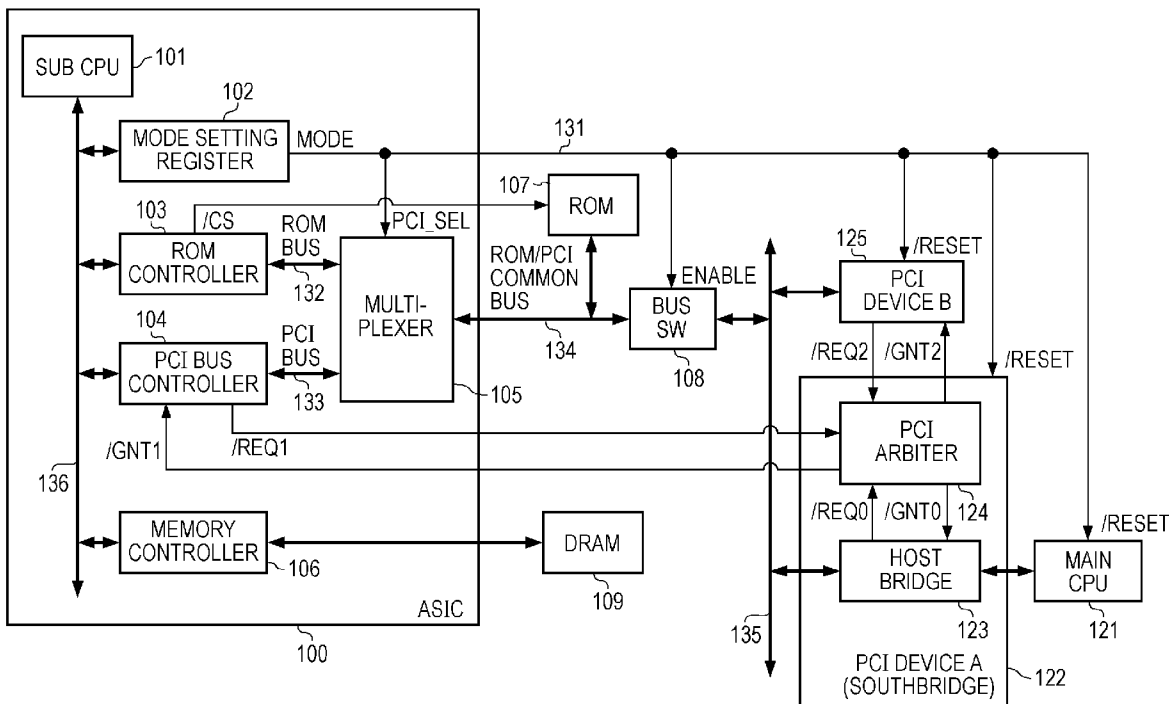 SUB CPU
101
102
MODE SETTING
REGISTER
MODE
131
103
/CS
ROM
CONTROLLER
ROM
BUS
132
PCI_SEL
107
ROM
104
PCI BUS
CONTROLLER
PCI
BUS
133
MULTI-
PLEXER
105
ROM/PCI
COMMON
BUS
134
ENABLE
BUS
SW
108
125
/RESET
PCI
DEVICE B
/REQ2
/GNT2
/RESET
/GNT1
/REQ1
PCI
ARBITER
124
136
/REQ0
/GNT0
/RESET
MEMORY
CONTROLLER
106
DRAM
109
HOST
BRIDGE
123
MAIN
CPU
121
135
ASIC
100
PCI DEVICE A
(SOUTHBRIDGE)
122